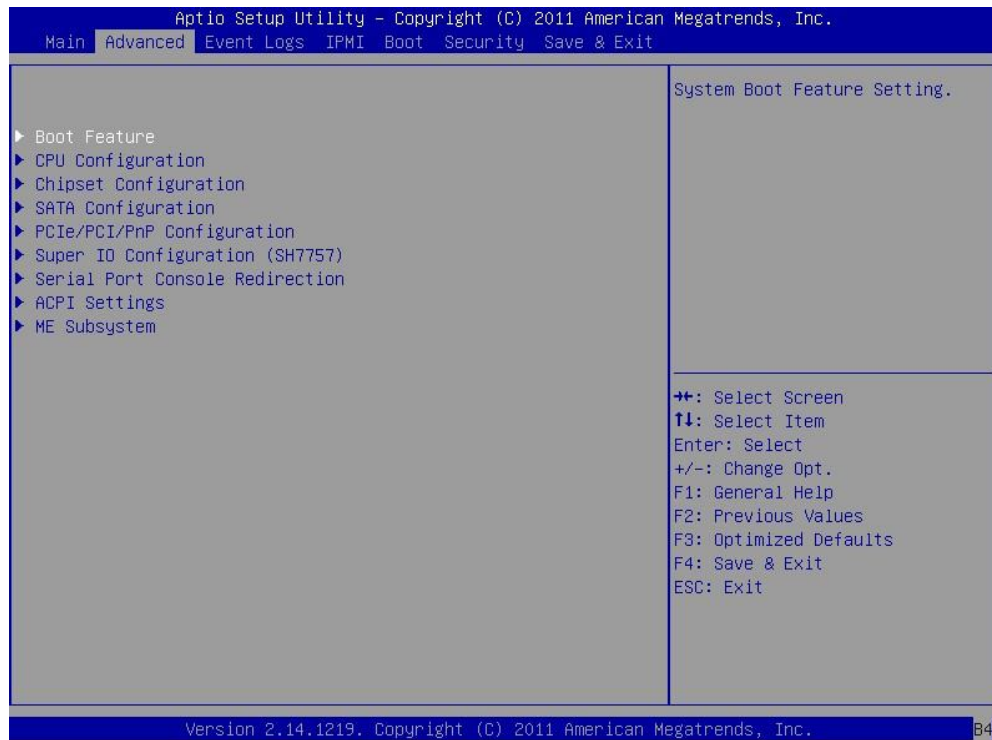 Aptio Setup Utility – Copyright (C) 2011 American Megatrends, Inc.
Main Advanced Event Logs IPMI Boot Security Save & Exit
System Boot Feature Setting.
▶ Boot Feature
▶ CPU Configuration
▶ Chipset Configuration
▶ SATA Configuration
▶ PCIe/PCI/PnP Configuration
▶ Super IO Configuration (SH7757)
▶ Serial Port Console Redirection
▶ ACPI Settings
▶ ME Subsystem
→←: Select Screen
↑↓: Select Item
Enter: Select
+/-: Change Opt.
F1: General Help
F2: Previous Values
F3: Optimized Defaults
F4: Save & Exit
ESC: Exit
Version 2.14.1219. Copyright (C) 2011 American Megatrends, Inc.
B4